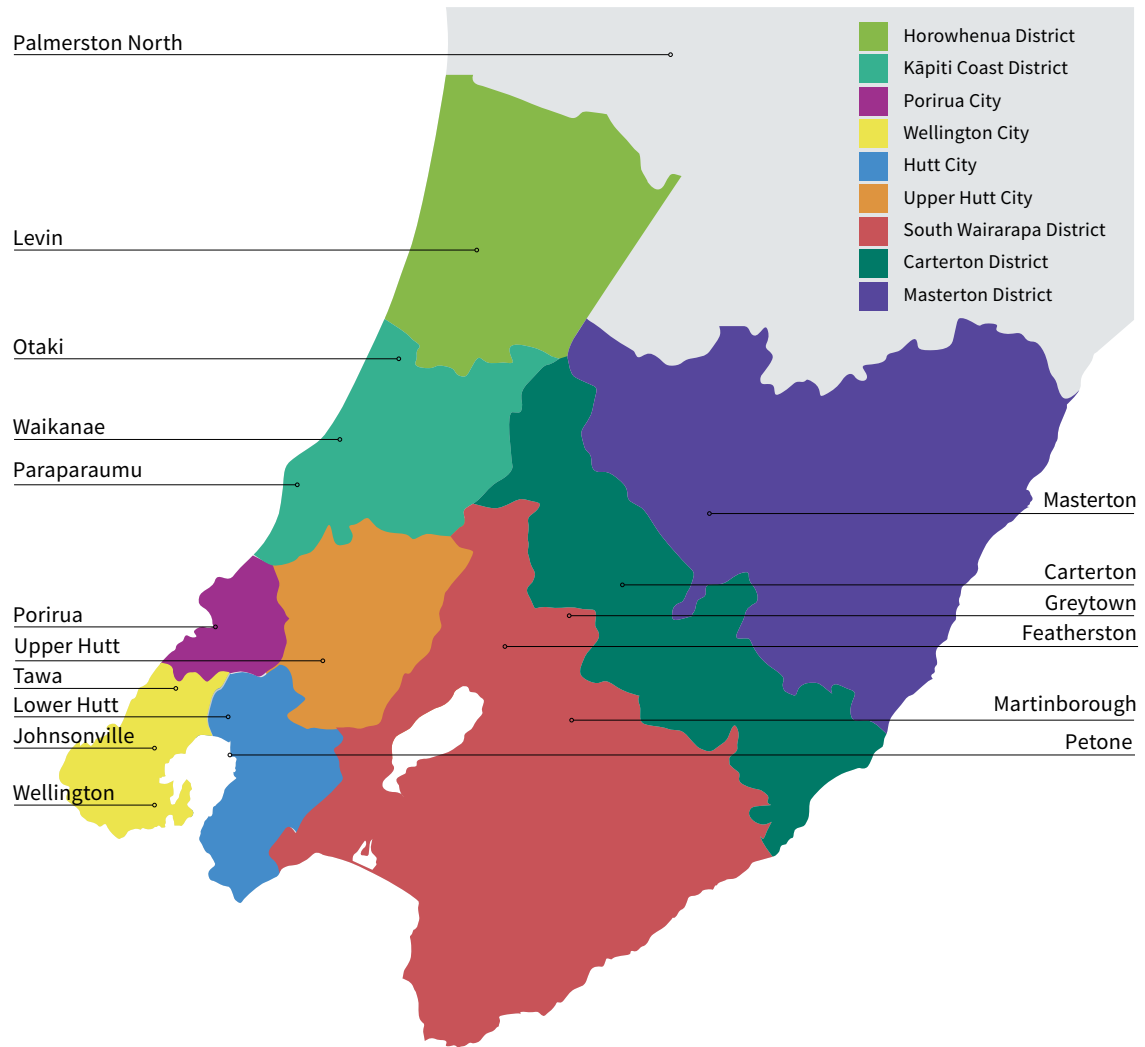 Palmerston North
Levin
Otaki
Waikanae
Paraparaumu
Porirua
Upper Hutt
Tawa
Lower Hutt
Johnsonville
Wellington
Horowhenua District
Kāpiti Coast District
Porirua City
Wellington City
Hutt City
Upper Hutt City
South Wairarapa District
Carterton District
Masterton District
Masterton
Carterton
Greytown
Featherston
Martinborough
Petone